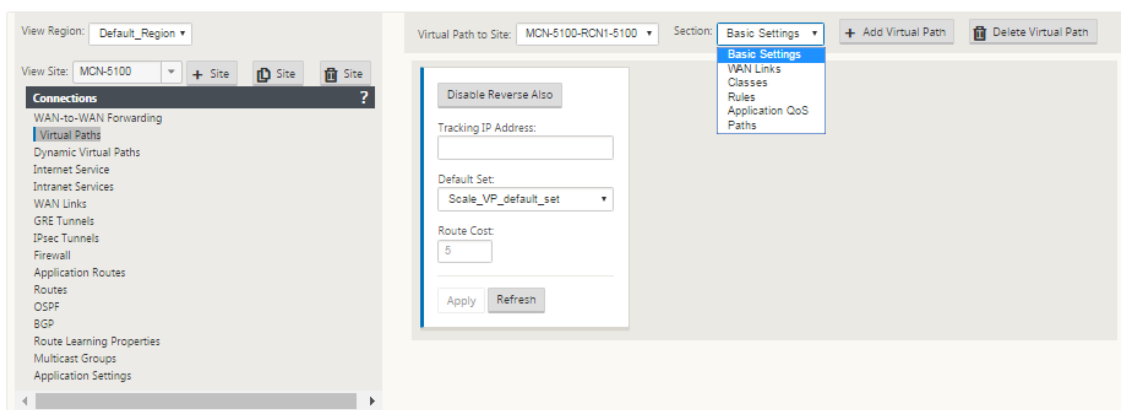 View Region: Default_Region
View Site: MCN-5100 + Site Site Site
Connections ?
WAN-to-WAN Forwarding
Virtual Paths
Dynamic Virtual Paths
Internet Service
Intranet Services
WAN Links
GRE Tunnels
IPsec Tunnels
Firewall
Application Routes
Routes
OSPF
BGP
Route Learning Properties
Multicast Groups
Application Settings
Virtual Path to Site: MCN-5100-RCN1-5100 Section: Basic Settings + Add Virtual Path Delete Virtual Path
Basic Settings
WAN Links
Classes
Rules
Application QoS
Paths
Disable Reverse Also
Tracking IP Address:
Default Set:
Scale_VP_default_set
Route Cost:
5
Apply Refresh